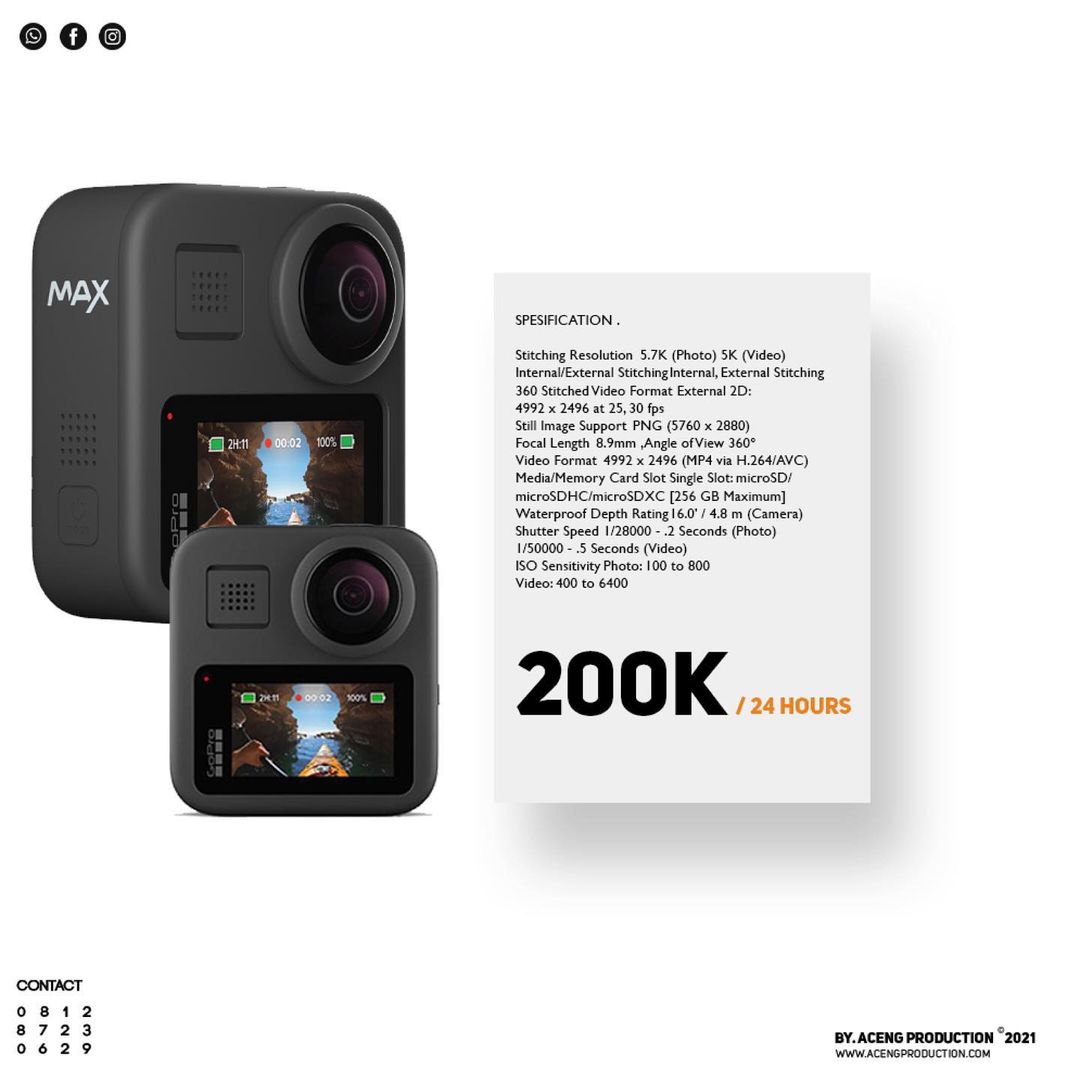 MAX
2H:11 00:02 100%
GoPro
2H:11 00:02 100%
GoPro
SPESIFICATION .
Stitching Resolution 5.7K (Photo) 5K (Video)
Internal/External Stitching Internal, External Stitching
360 Stitched Video Format External 2D:
4992 x 2496 at 25, 30 fps
Still Image Support PNG (5760 x 2880)
Focal Length 8.9mm ,Angle of View 360°
Video Format 4992 x 2496 (MP4 via H.264/AVC)
Media/Memory Card Slot Single Slot: microSD/
microSDHC/microSDXC [256 GB Maximum]
Waterproof Depth Rating 16.0' / 4.8 m (Camera)
Shutter Speed 1/28000 - .2 Seconds (Photo)
1/50000 - .5 Seconds (Video)
ISO Sensitivity Photo: 100 to 800
Video: 400 to 6400
200K / 24 HOURS
CONTACT
0 8 1 2
8 7 2 3
0 6 2 9
BY. ACENG PRODUCTION ©2021
WWW.ACENGPRODUCTION.COM